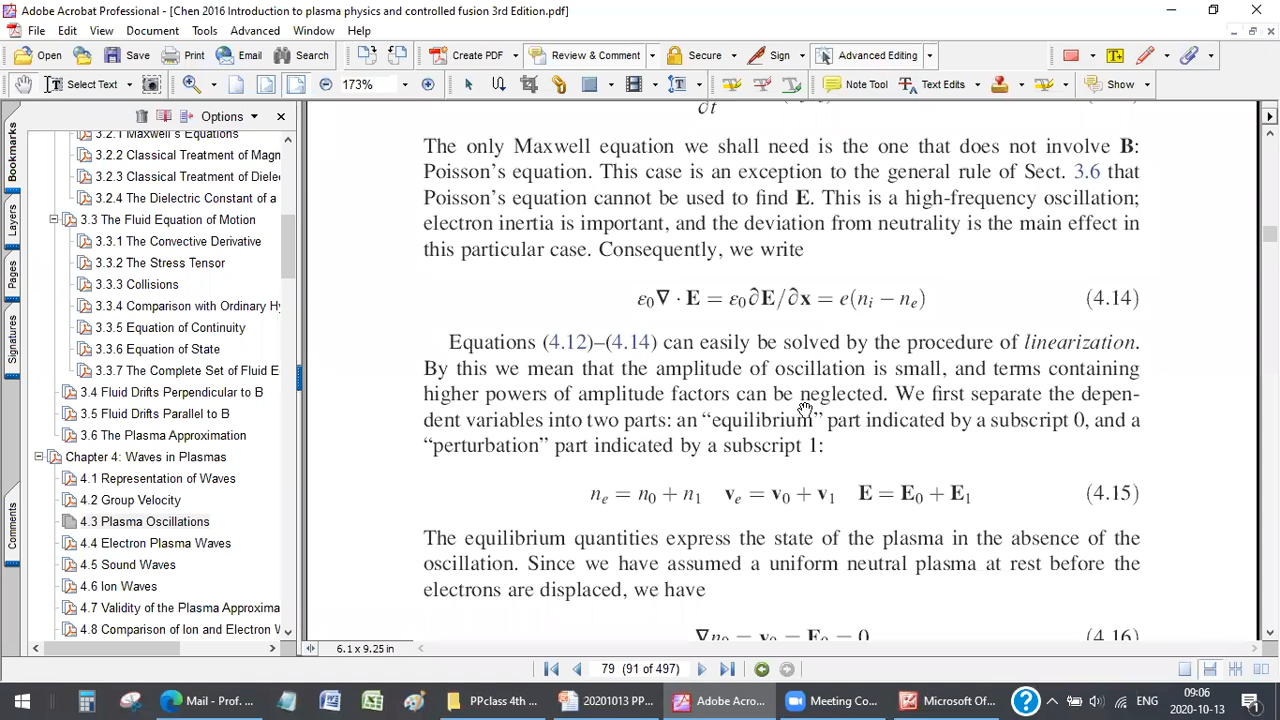 Adobe Acrobat Professional - [Chen 2016 Introduction to plasma physics and controlled fusion 3rd Edition.pdf]
File Edit View Document Tools Advanced Window Help
Open Save Print Email Search Create PDF Review & Comment Secure Sign Advanced Editing
Select Text 173% Note Tool Text Edits Show
Bookmarks
Layers
Pages
Signatures
Comments
Options
3.2.1 Maxwell's Equations
3.2.2 Classical Treatment of Magn
3.2.3 Classical Treatment of Diele
3.2.4 The Dielectric Constant of a
3.3 The Fluid Equation of Motion
3.3.1 The Convective Derivative
3.3.2 The Stress Tensor
3.3.3 Collisions
3.3.4 Comparison with Ordinary Hy
3.3.5 Equation of Continuity
3.3.6 Equation of State
3.3.7 The Complete Set of Fluid E
3.4 Fluid Drifts Perpendicular to B
3.5 Fluid Drifts Parallel to B
3.6 The Plasma Approximation
Chapter 4: Waves in Plasmas
4.1 Representation of Waves
4.2 Group Velocity
4.3 Plasma Oscillations
4.4 Electron Plasma Waves
4.5 Sound Waves
4.6 Ion Waves
4.7 Validity of the Plasma Approxima
4.8 Comparison of Ion and Electron W
∂t
The only Maxwell equation we shall need is the one that does not involve B:
Poisson's equation. This case is an exception to the general rule of Sect. 3.6 that
Poisson's equation cannot be used to find E. This is a high-frequency oscillation;
electron inertia is important, and the deviation from neutrality is the main effect in
this particular case. Consequently, we write
ε₀∇ · E = ε₀∂E/∂x = e(nᵢ − nₑ) (4.14)
Equations (4.12)–(4.14) can easily be solved by the procedure of linearization.
By this we mean that the amplitude of oscillation is small, and terms containing
higher powers of amplitude factors can be neglected. We first separate the depen-
dent variables into two parts: an “equilibrium” part indicated by a subscript 0, and a
“perturbation” part indicated by a subscript 1:
nₑ = n₀ + n₁ vₑ = v₀ + v₁ E = E₀ + E₁ (4.15)
The equilibrium quantities express the state of the plasma in the absence of the
oscillation. Since we have assumed a uniform neutral plasma at rest before the
electrons are displaced, we have
∇n₀ = v₀ = E₀ = 0 (4.16)
6.1 x 9.25 in
79 (91 of 497)
Mail - Prof. ... PPclass 4th ... 20201013 PP... Adobe Acro... Meeting Co... Microsoft Of... ENG
09:06
2020-10-13
1